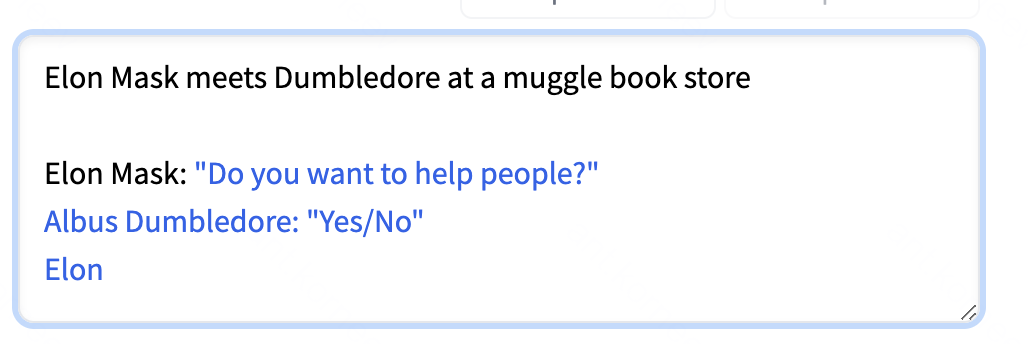 Elon Mask meets Dumbledore at a muggle book store
Elon Mask: "Do you want to help people?"
Albus Dumbledore: "Yes/No"
Elon